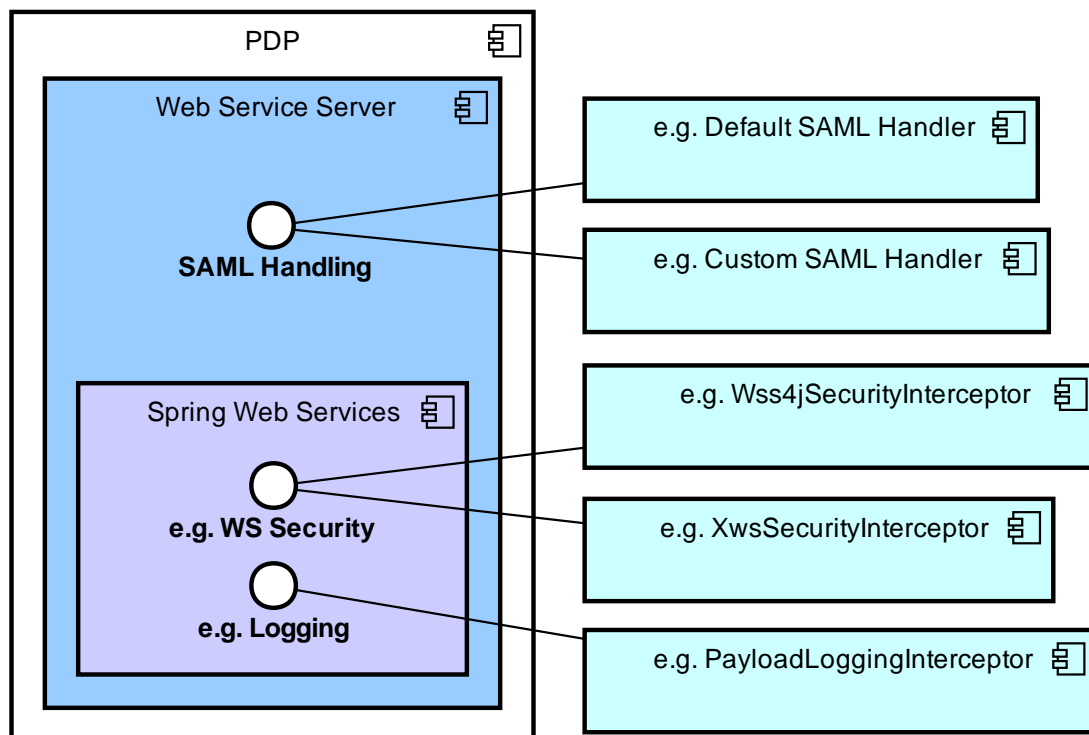 PDP
Web Service Server
e.g. Default SAML Handler
SAML Handling
e.g. Custom SAML Handler
Spring Web Services
e.g. Wss4jSecurityInterceptor
e.g. WS Security
e.g. XwsSecurityInterceptor
e.g. Logging
e.g. PayloadLoggingInterceptor